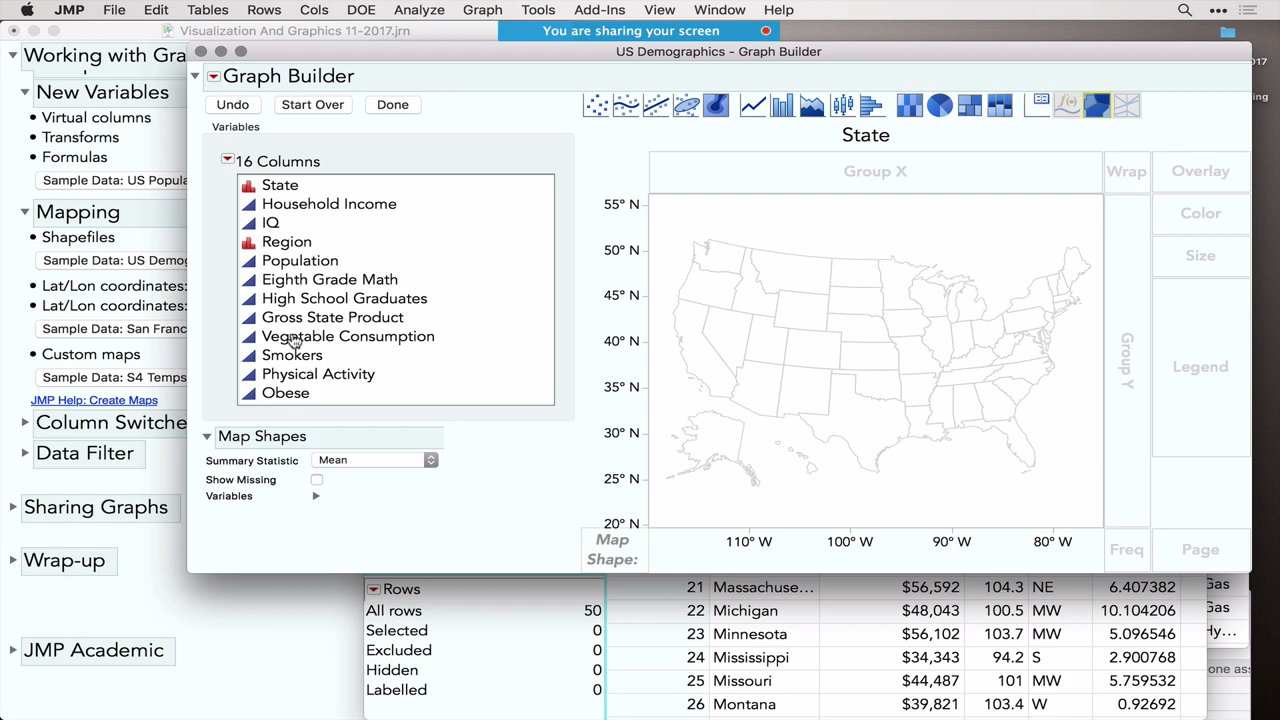 JMP File Edit Tables Rows Cols DOE Analyze Graph Tools Add-Ins View Window Help
Visualization And Graphics 11-2017.jrn
You are sharing your screen
Working with Gra
US Demographics - Graph Builder
017
Graph Builder
New Variables
ing
Undo Start Over Done
Virtual columns
Variables
Transforms
State
Formulas
16 Columns
Group X Wrap Overlay
Sample Data: US Popula
State
Household Income
55° N
Mapping
Color
IQ
Shapefiles
Region
50° N
Sample Data: US Demog
Population
Size
Lat/Lon coordinates:
Eighth Grade Math
45° N
Lat/Lon coordinates:
High School Graduates
Sample Data: San Franc
Gross State Product
40° N
Vegetable Consumption
Custom maps
Smokers
Group Y
Legend
Sample Data: S4 Temps
Physical Activity
35° N
JMP Help: Create Maps
Obese
Column Switche
30° N
Map Shapes
Data Filter
Summary Statistic Mean
25° N
Show Missing
Variables
Sharing Graphs
20° N
110° W 100° W 90° W 80° W
Map
Shape:
Freq Page
Wrap-up
Rows
21 Massachuse... $56,592 104.3 NE 6.407382 Gas
All rows 50
22 Michigan $48,043 100.5 MW 10.104206 Gas
Selected 0
23 Minnesota $56,102 103.7 MW 5.096546 Hy...
Excluded 0
24 Mississippi $34,343 94.2 S 2.900768
Hidden 0
25 Missouri $44,487 101 MW 5.759532
one ass
Labelled 0
26 Montana $39,821 103.4 W 0.92692
JMP Academic